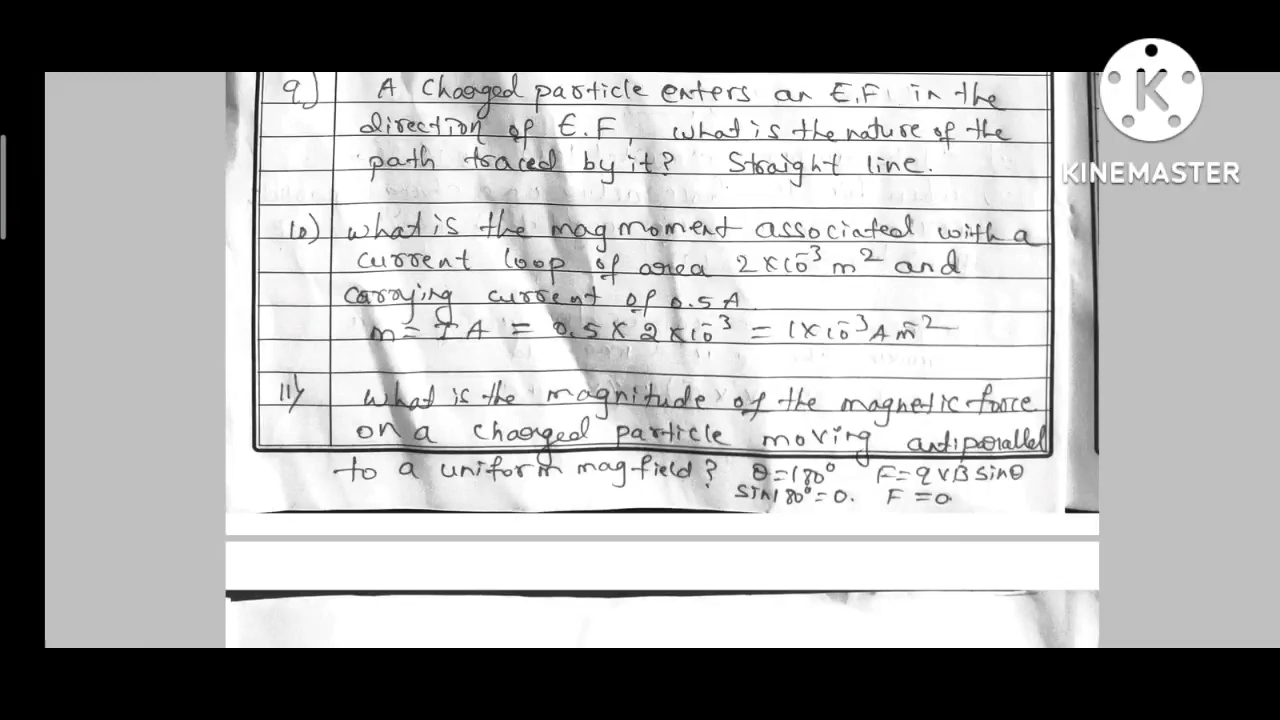 9.) A charged particle enters an E.F in the
direction of E.F, what is the nature of the
path traced by it? Straight line.
10) what is the mag moment associated with a
current loop of area 2×10⁻³ m² and
carrying current of 0.5 A
m = I A = 0.5 × 2 × 10⁻³ = 1×10⁻³ A m⁻²
11) what is the magnitude of the magnetic force
on a charged particle moving antiparallel
to a uniform mag field? θ=180° F=qvB sinθ
sin180°=0. F=0
K
KINEMASTER